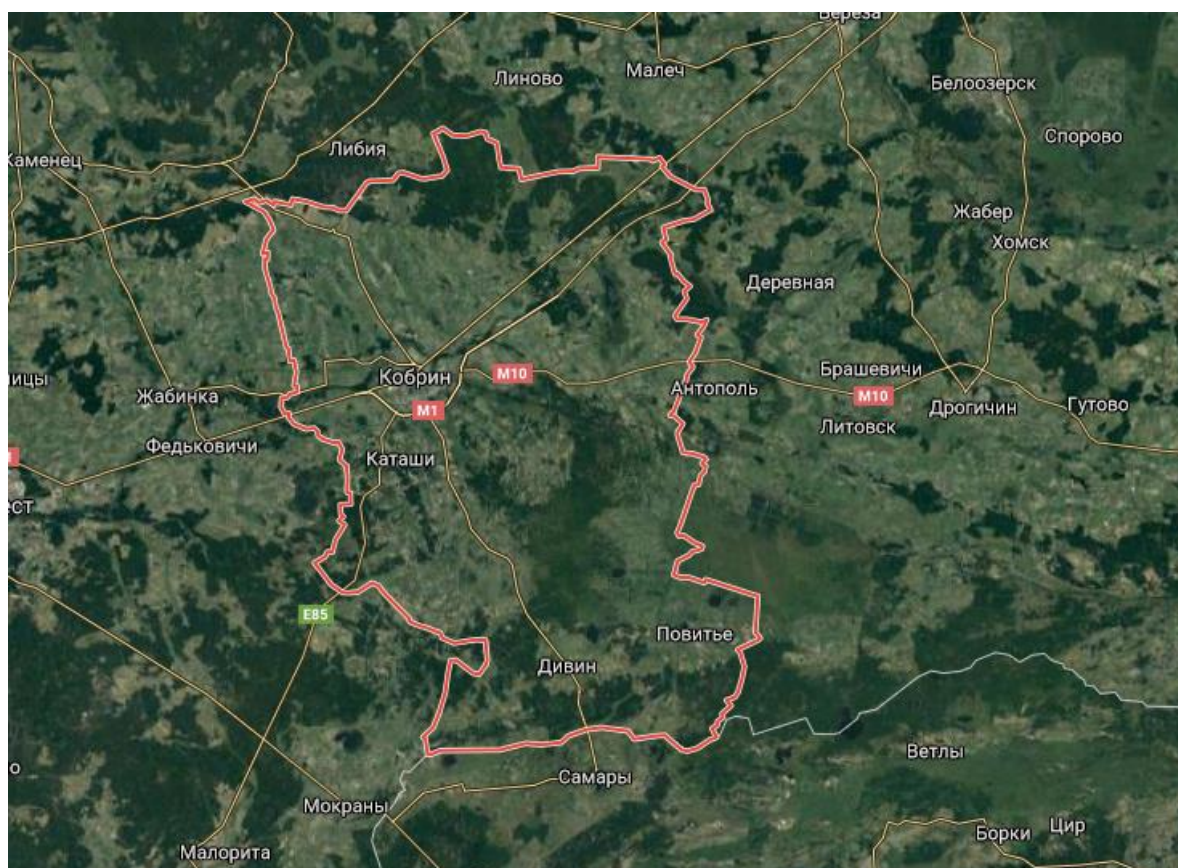 Береза
Линово
Малеч
Белоозерск
Спорово
Каменец
Либия
Жабер
Хомск
Деревная
M10
Брашевичи
Кобрин
Антополь
M10
Жабинка
Дрогичин
Гутово
M1
Литовск
Федьковичи
Каташи
E85
Повитье
Дивин
Ветлы
Самары
Мокраны
Борки
Цир
Малорита